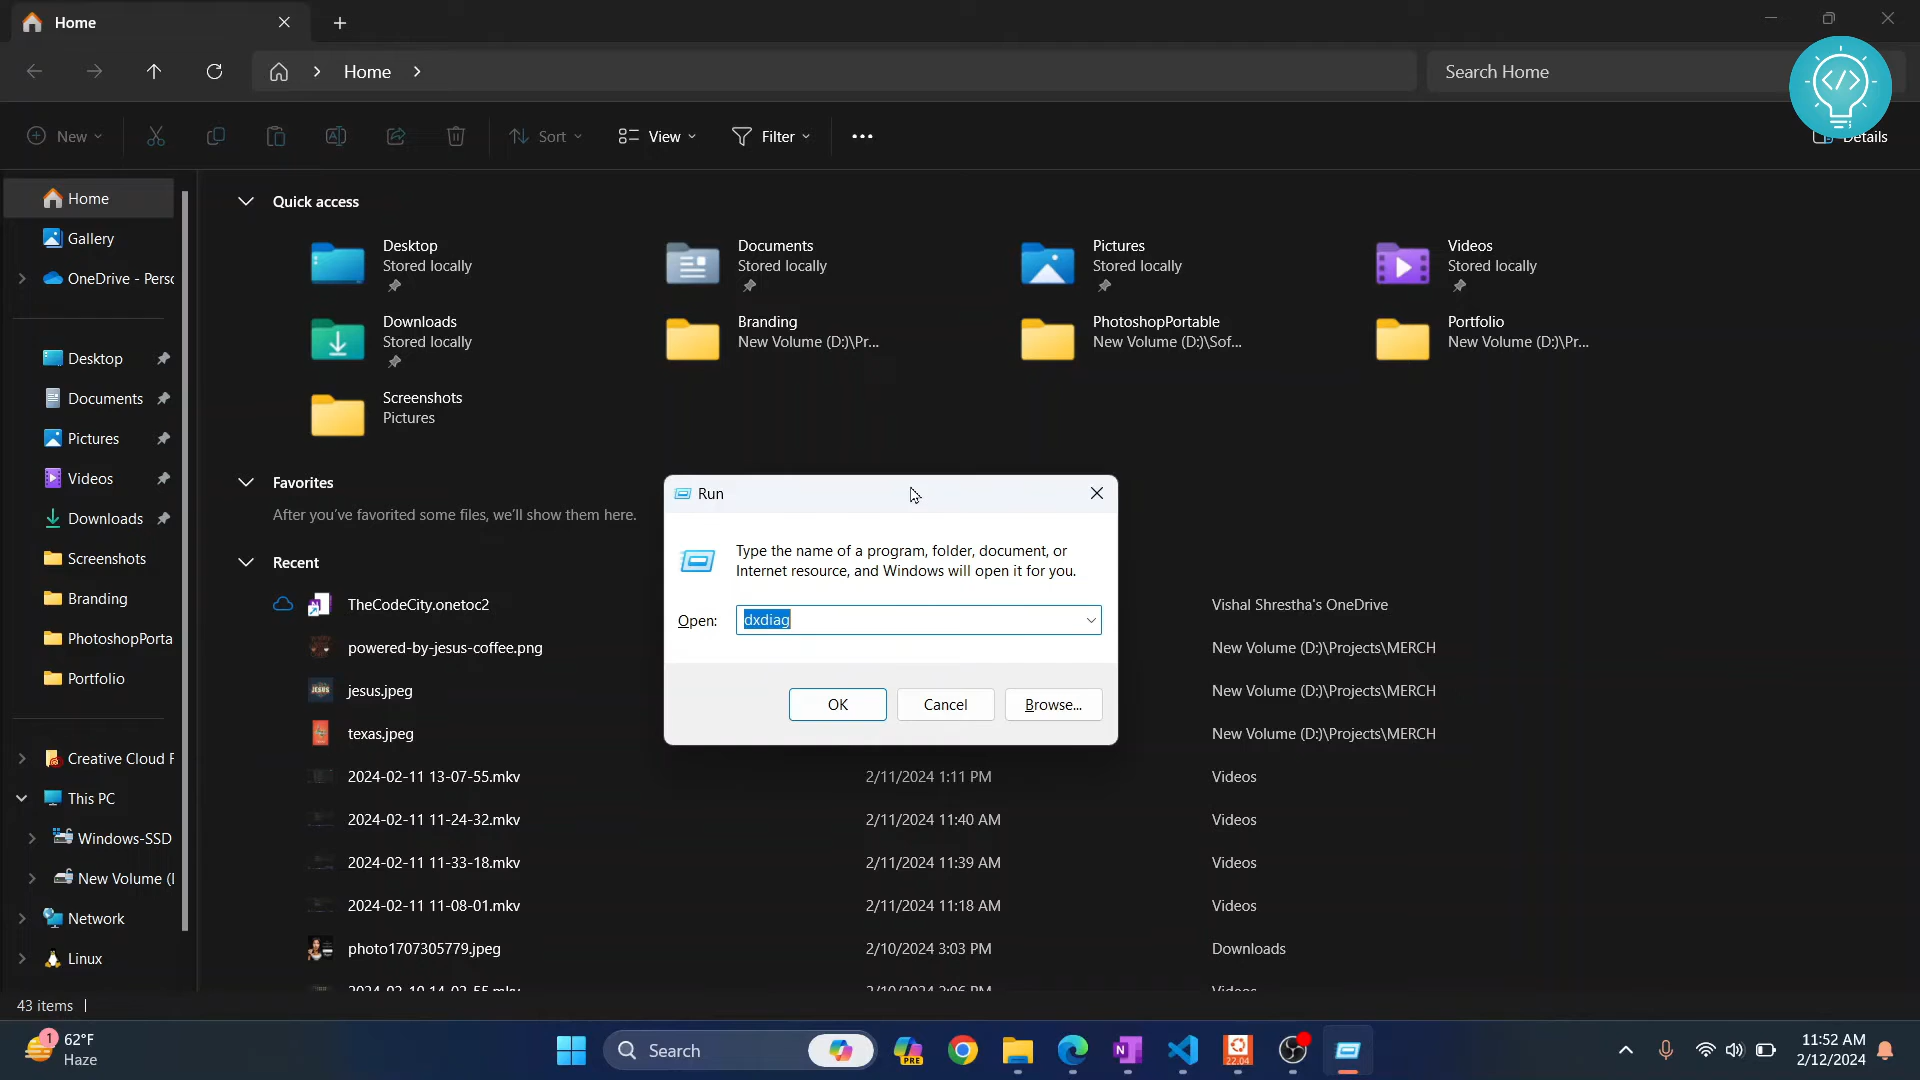 Home
Home
Search Home
New
Sort
View
Filter
Details
Home
Gallery
OneDrive - Perso
Desktop
Documents
Pictures
Videos
Downloads
Screenshots
Branding
PhotoshopPorta
Portfolio
Creative Cloud F
This PC
Windows-SSD
New Volume (D
Network
Linux
Quick access
Desktop
Stored locally
Documents
Stored locally
Pictures
Stored locally
Videos
Stored locally
Downloads
Stored locally
Branding
New Volume (D:)\Pr...
PhotoshopPortable
New Volume (D:)\Sof...
Portfolio
New Volume (D:)\Pr...
Screenshots
Pictures
Favorites
After you've favorited some files, we'll show them here.
Recent
TheCodeCity.onetoc2
Vishal Shrestha's OneDrive
powered-by-jesus-coffee.png
New Volume (D:)\Projects\MERCH
jesus.jpeg
New Volume (D:)\Projects\MERCH
texas.jpeg
New Volume (D:)\Projects\MERCH
2024-02-11 13-07-55.mkv 2/11/2024 1:11 PM Videos
2024-02-11 11-24-32.mkv 2/11/2024 11:40 AM Videos
2024-02-11 11-33-18.mkv 2/11/2024 11:39 AM Videos
2024-02-11 11-08-01.mkv 2/11/2024 11:18 AM Videos
photo1707305779.jpeg 2/10/2024 3:03 PM Downloads
Run
Type the name of a program, folder, document, or
Internet resource, and Windows will open it for you.
Open: dxdiag
OK
Cancel
Browse...
43 items
1
62°F
Haze
Search
PRE
22.04
11:52 AM
2/12/2024